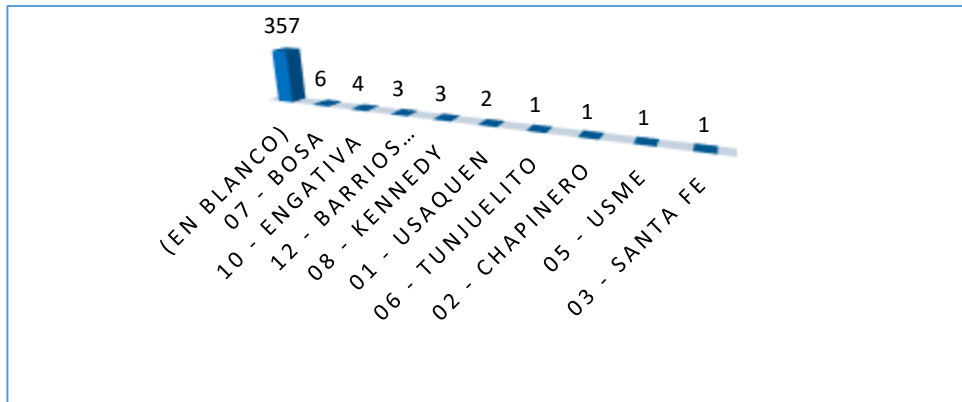 357
6
4
3
3
2
1
1
1
1
(EN BLANCO)
07 - BOSA
10 - ENGATIVA
12 - BARRIOS…
08 - KENNEDY
01 - USAQUEN
06 - TUNJUELITO
02 - CHAPINERO
05 - USME
03 - SANTA FE